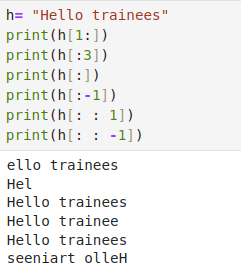 h= "Hello trainees"
print(h[1:])
print(h[:3])
print(h[:])
print(h[:-1])
print(h[: : 1])
print(h[: : -1])
ello trainees
Hel
Hello trainees
Hello trainee
Hello trainees
seeniart olleH